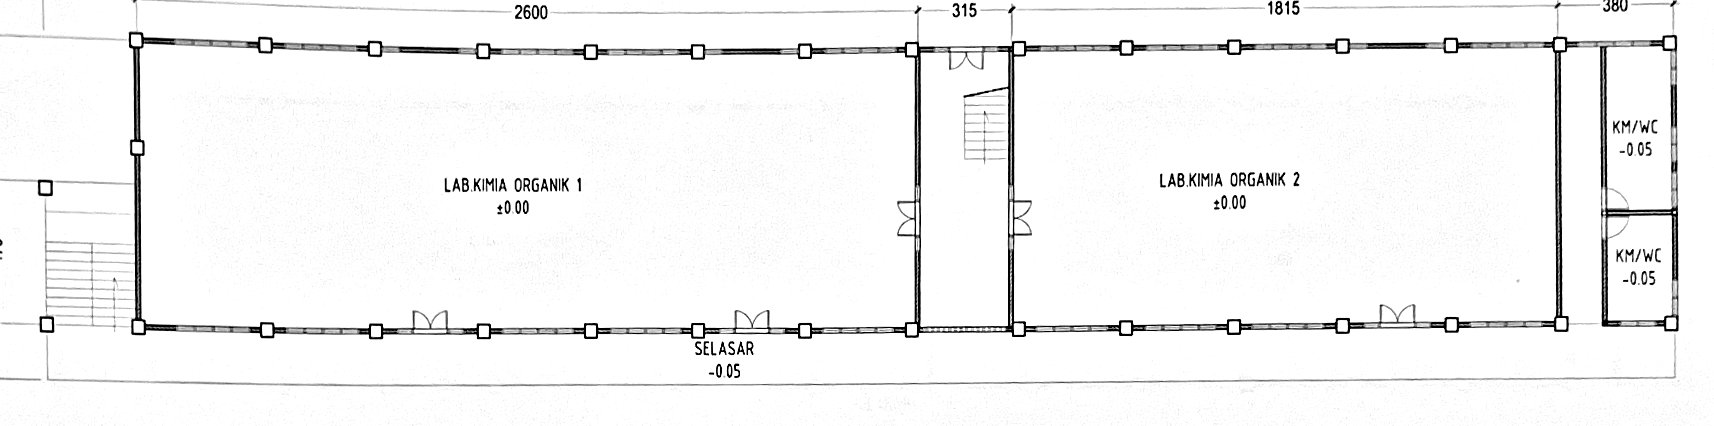 2600
315
1815
380
LAB.KIMIA ORGANIK 1
±0.00
LAB.KIMIA ORGANIK 2
±0.00
KM/WC
-0.05
KM/WC
-0.05
SELASAR
-0.05